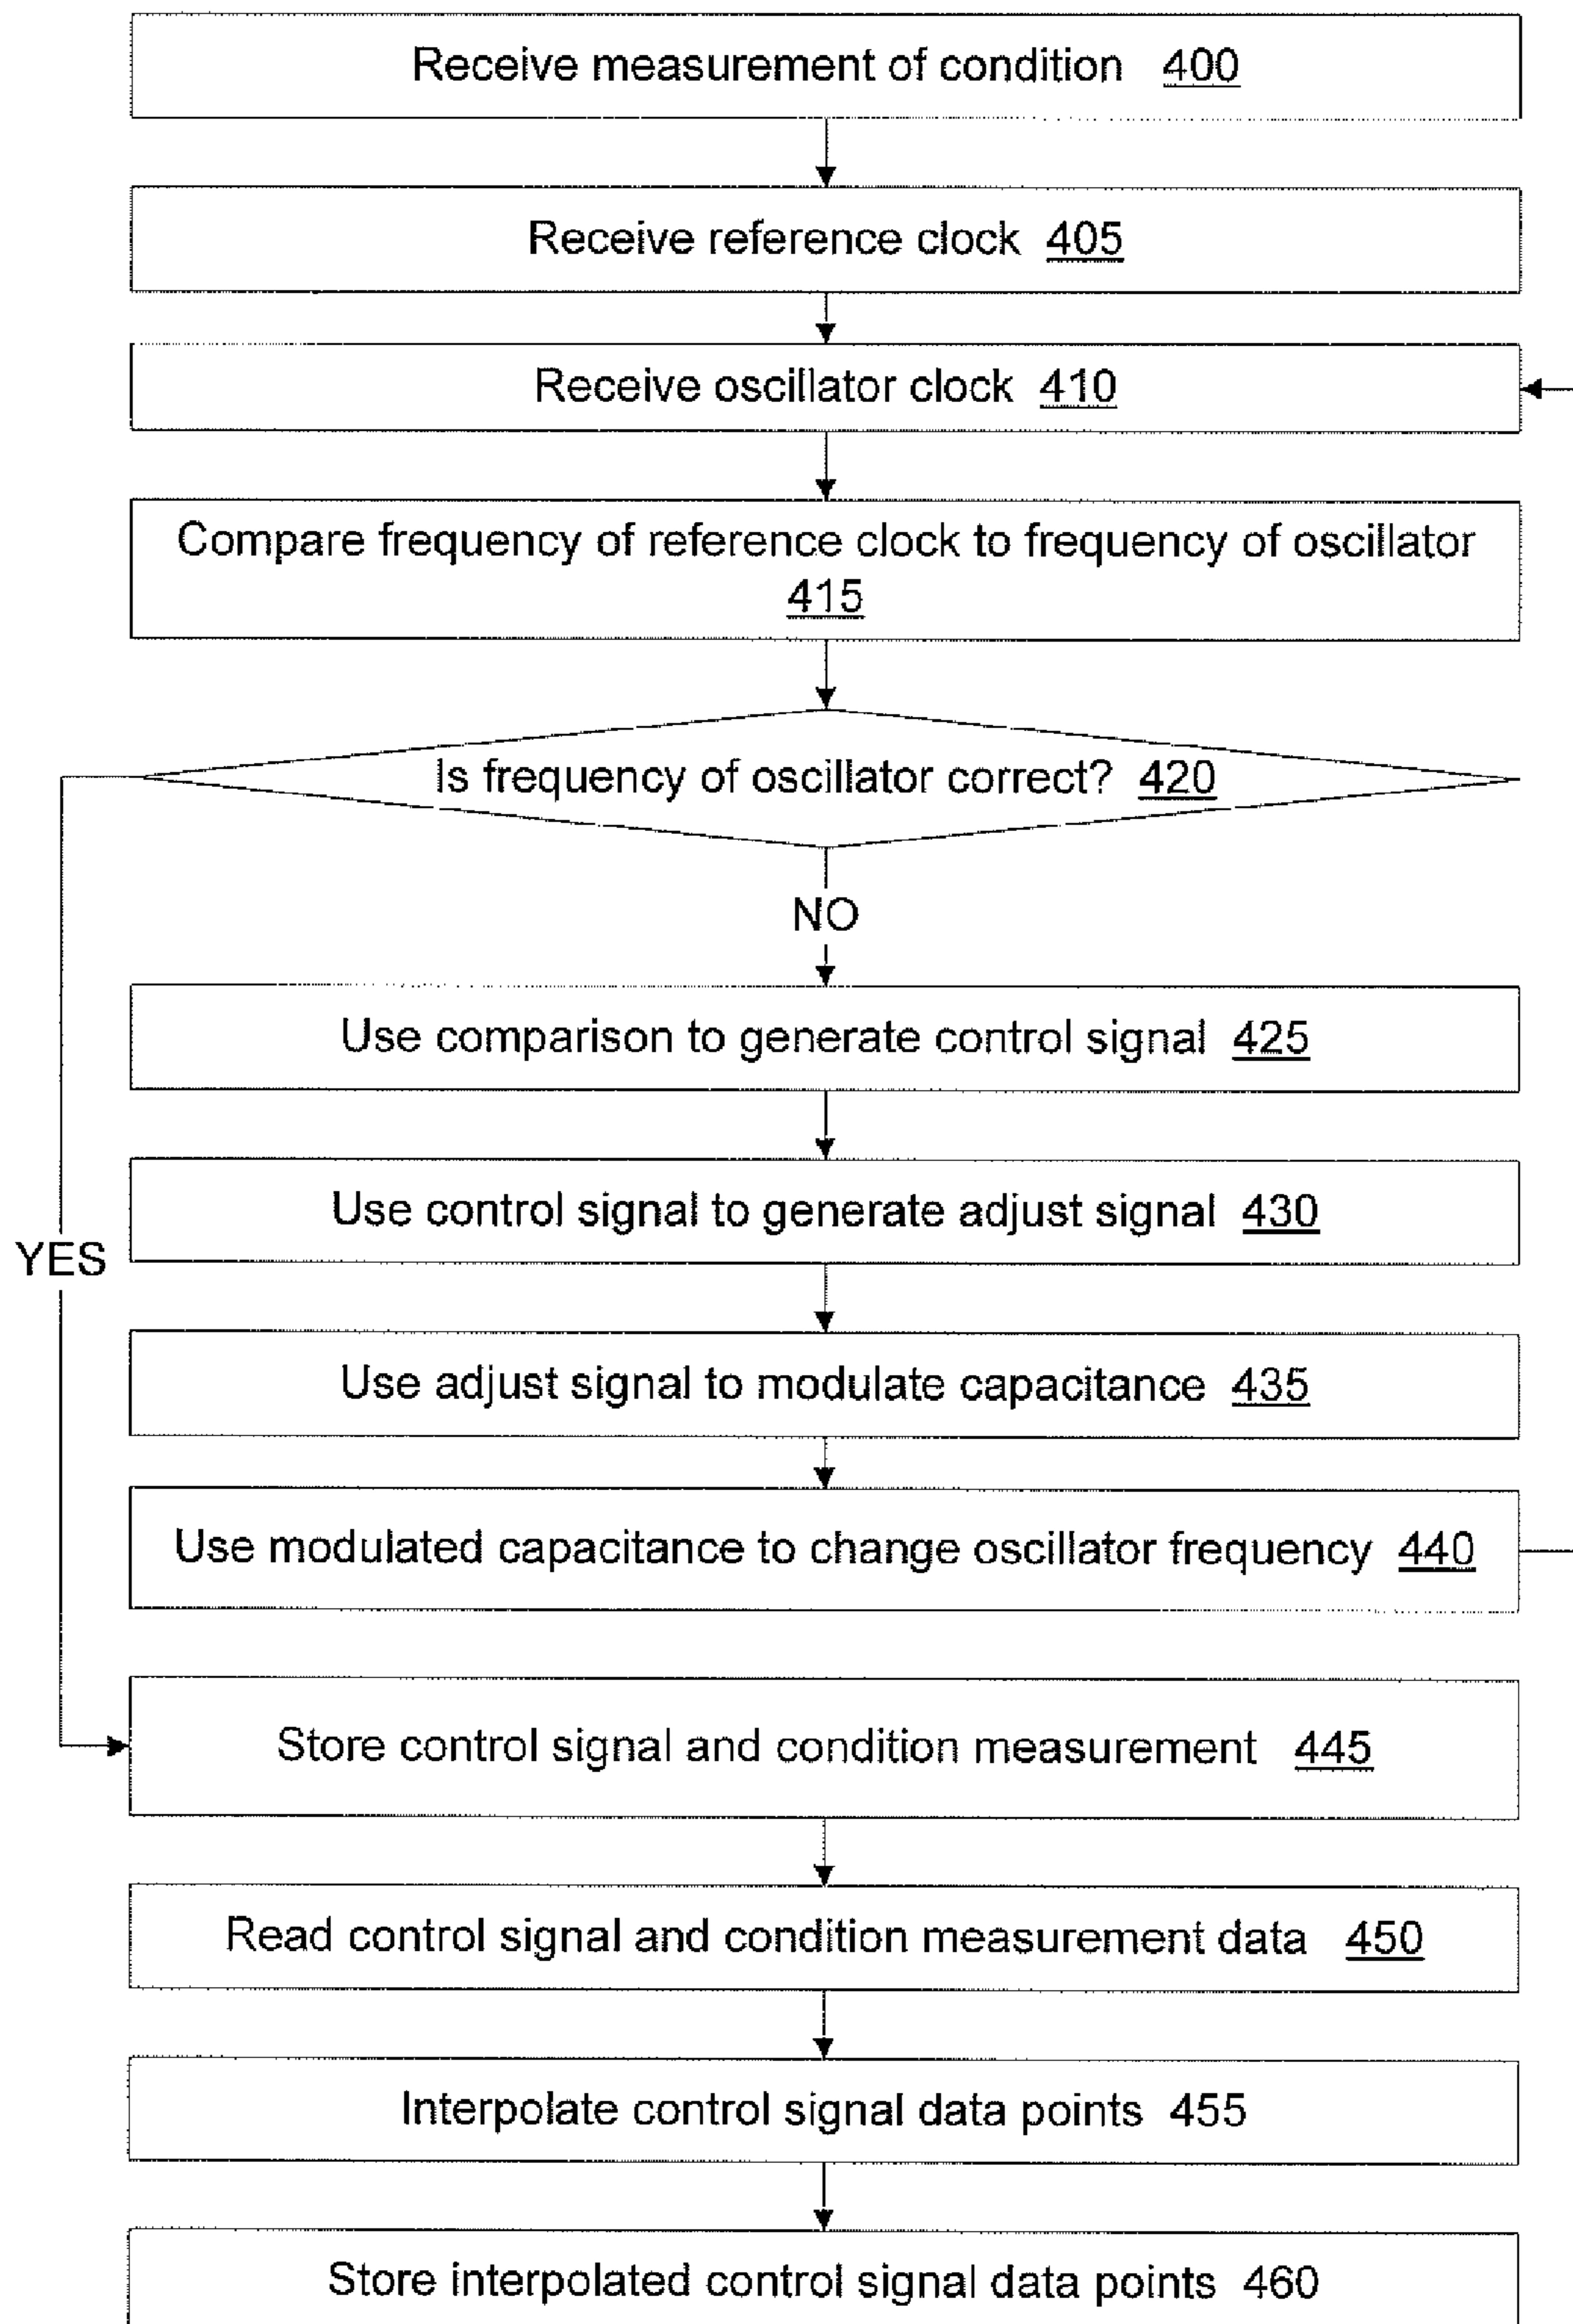 Receive measurement of condition 400
Receive reference clock 405
Receive oscillator clock 410
Compare frequency of reference clock to frequency of oscillator
415
Is frequency of oscillator correct? 420
NO
Use comparison to generate control signal 425
Use control signal to generate adjust signal 430
YES
Use adjust signal to modulate capacitance 435
Use modulated capacitance to change oscillator frequency 440
Store control signal and condition measurement 445
Read control signal and condition measurement data 450
Interpolate control signal data points 455
Store interpolated control signal data points 460